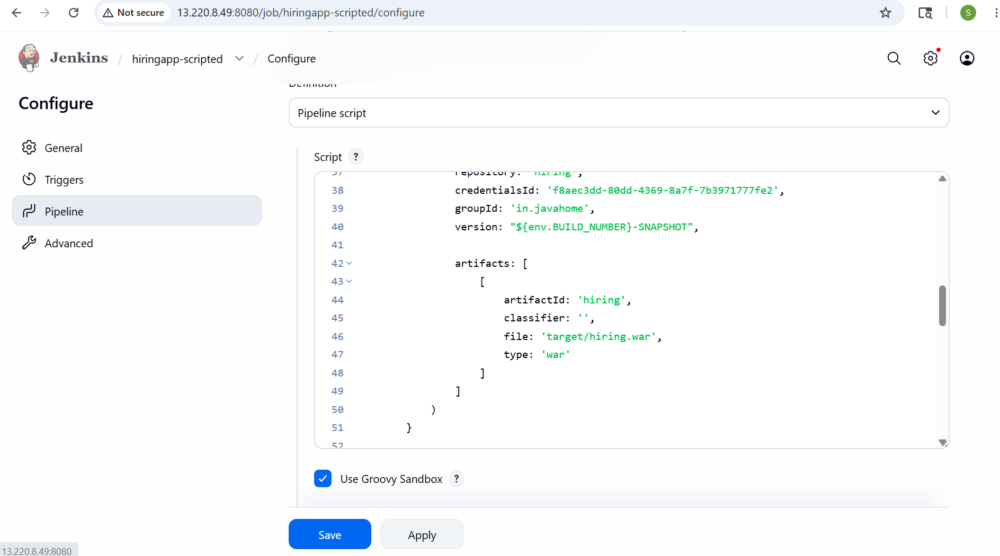 Not secure 13.220.8.49:8080/job/hiringapp-scripted/configure S
Jenkins / hiringapp-scripted / Configure
Configure
General
Triggers
Pipeline
Advanced
Definition
Pipeline script
Script ?
37 repository: 'hiring',
38 credentialsId: 'f8aec3dd-80dd-4369-8a7f-7b3971777fe2',
39 groupId: 'in.javahome',
40 version: "${env.BUILD_NUMBER}-SNAPSHOT",
41
42 artifacts: [
43 [
44 artifactId: 'hiring',
45 classifier: '',
46 file: 'target/hiring.war',
47 type: 'war'
48 ]
49 ]
50 )
51 }
52
Use Groovy Sandbox ?
Save Apply
13.220.8.49:8080